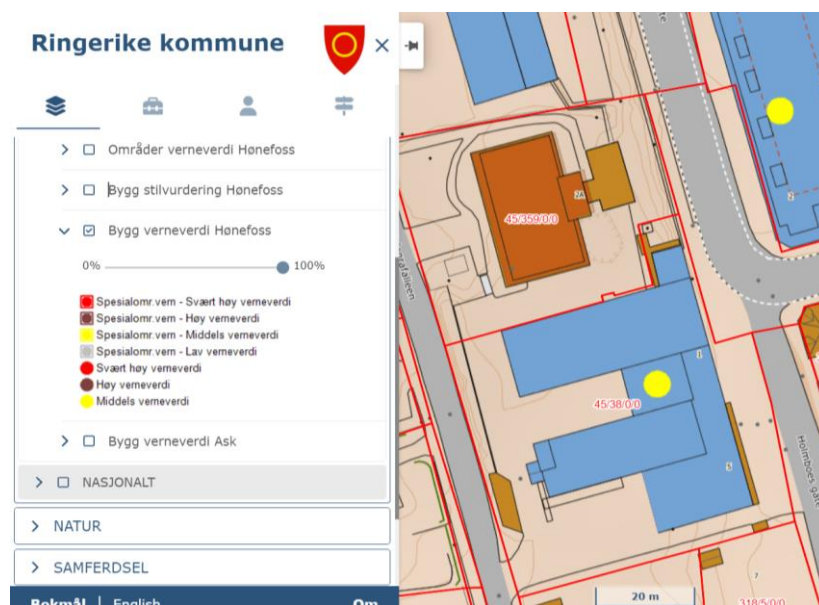 Ringerike kommune
Områder verneverdi Hønefoss
Bygg stilvurdering Hønefoss
Bygg verneverdi Hønefoss
0%
100%
Spesialomr.vern - Svært høy verneverdi
Spesialomr.vern - Høy verneverdi
Spesialomr.vern - Middels verneverdi
Spesialomr.vern - Lav verneverdi
Svært høy verneverdi
Høy verneverdi
Middels verneverdi
Bygg verneverdi Ask
NASJONALT
NATUR
SAMFERDSEL
Bokmål | English
Om
2
2A
45/359/0/0
1
45/38/0/0
Holmboes gate
5
7
20 m
318/5/0/0